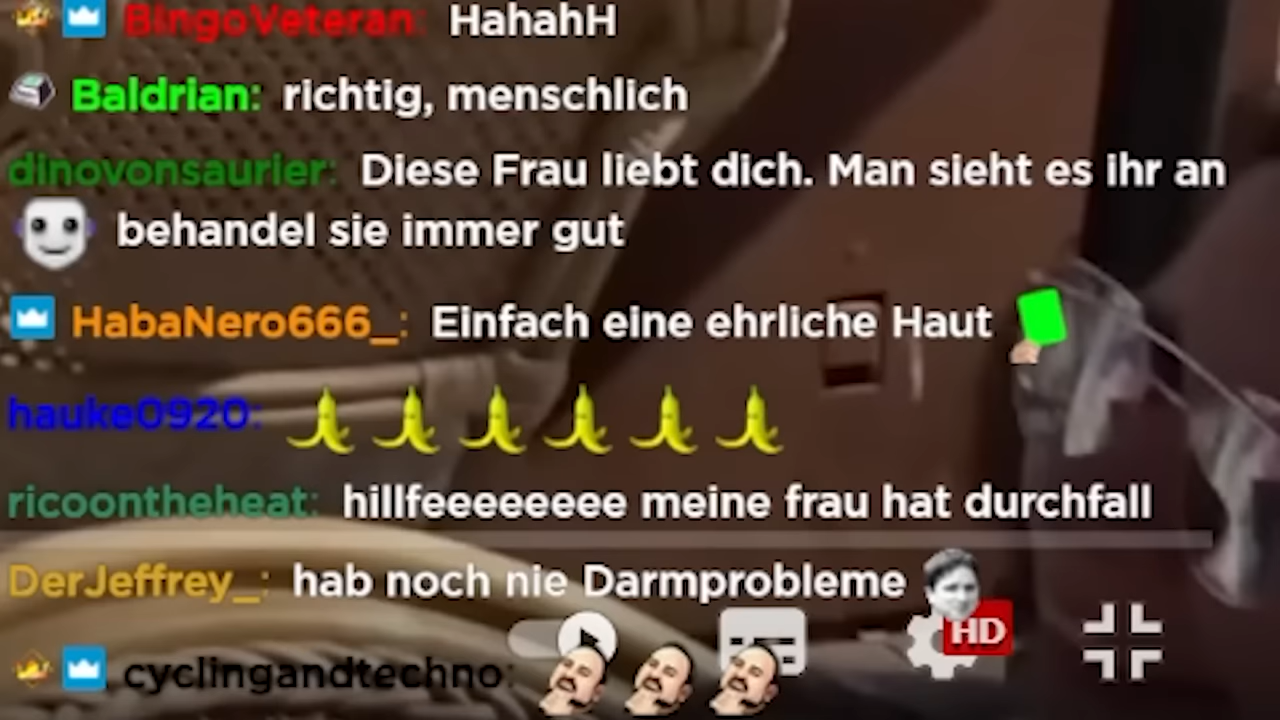 BingoVeteran: HahahH
Baldrian: richtig, menschlich
dinovonsaurier: Diese Frau liebt dich. Man sieht es ihr an
behandel sie immer gut
HabaNero666_: Einfach eine ehrliche Haut
hauke0920:
ricoontheheat: hillfeeeeeeeee meine frau hat durchfall
DerJeffrey_: hab noch nie Darmprobleme
HD
cyclingandtechno: